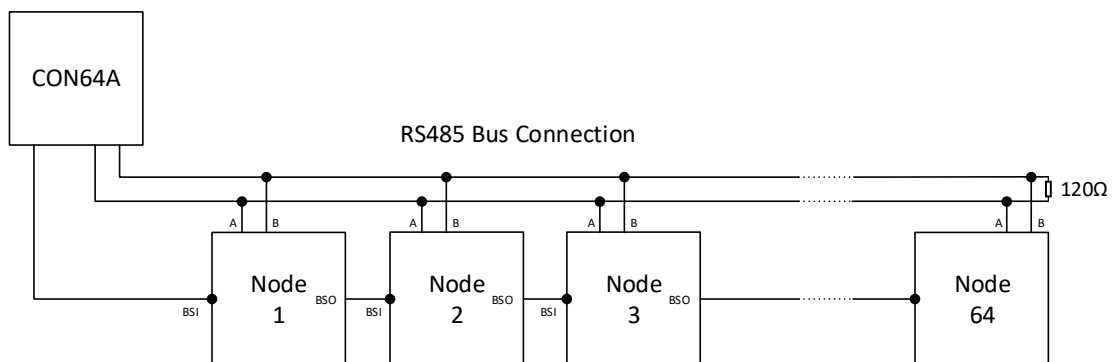 CON64A
RS485 Bus Connection
120Ω
A B
A B
A B
A B
Node
1
BSI
BSO
Node
2
BSI
BSO
Node
3
BSI
BSO
Node
64